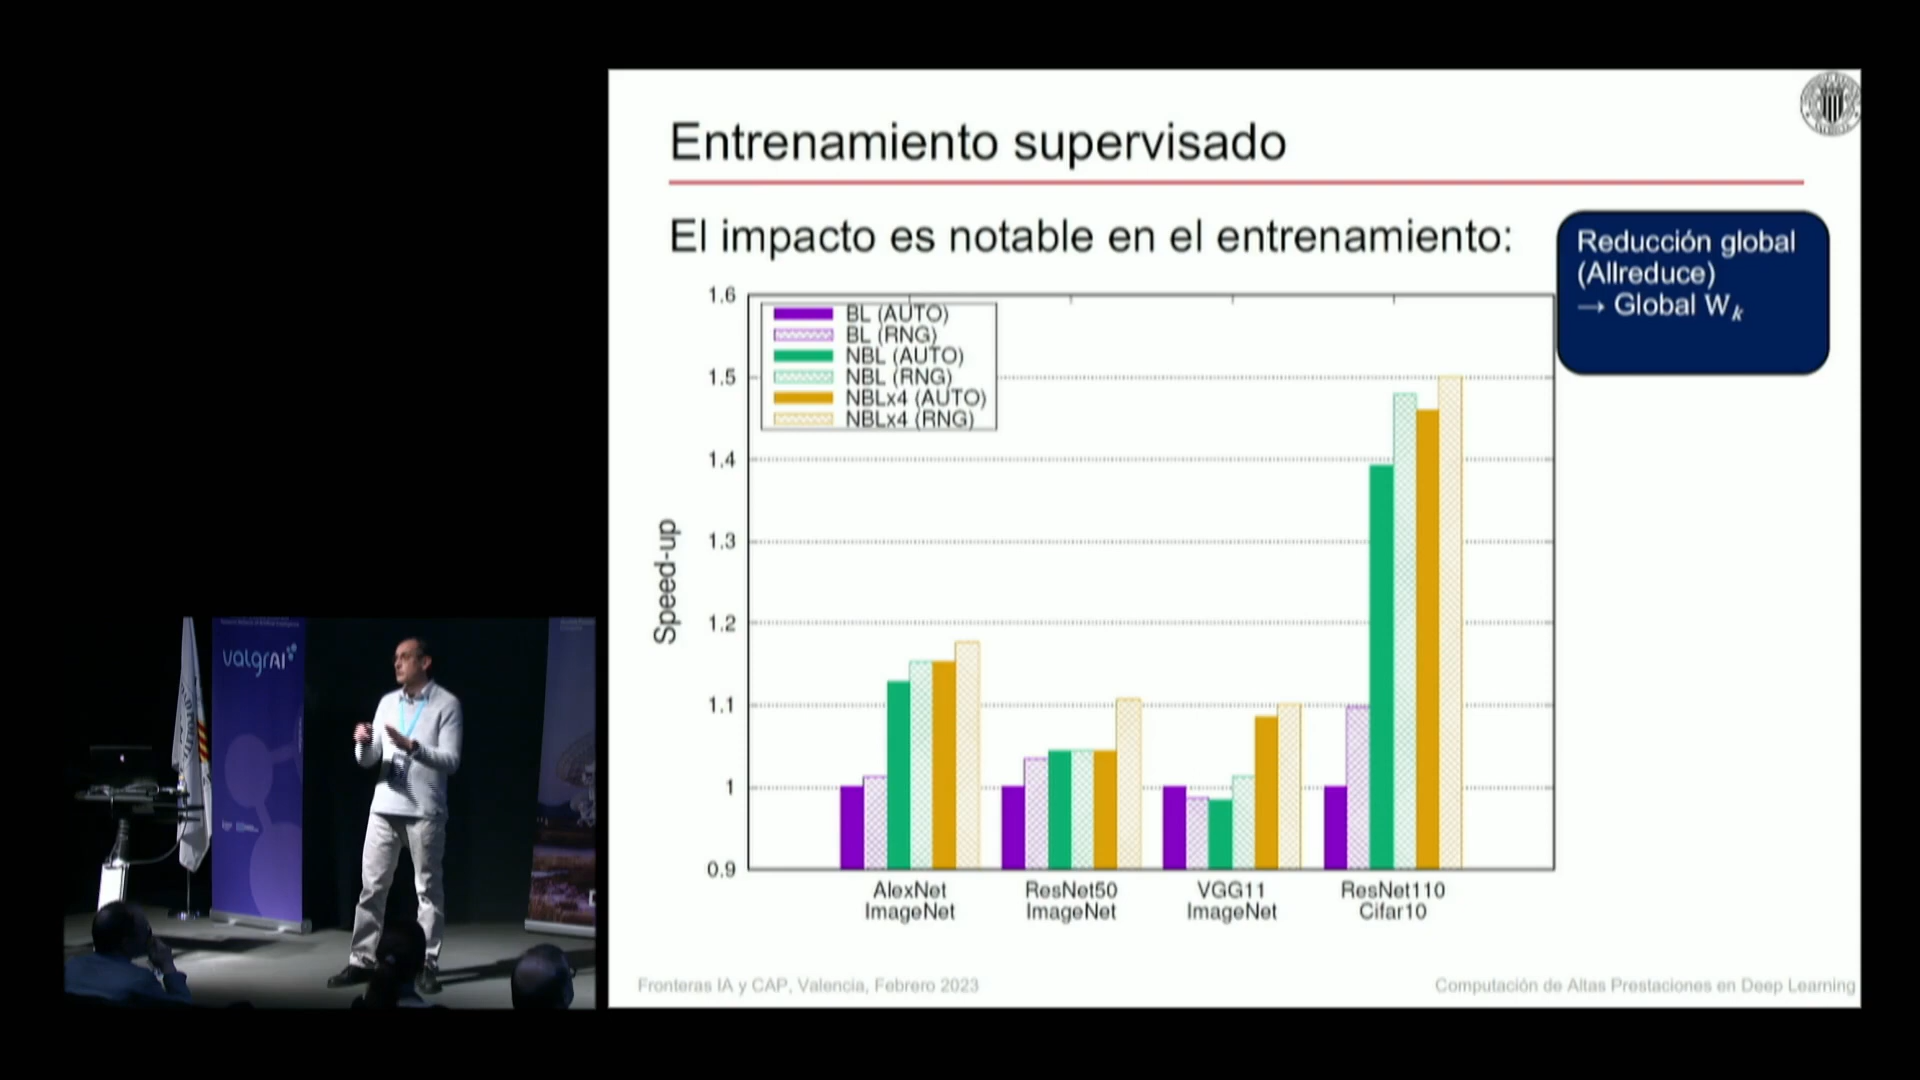 Entrenamiento supervisado
El impacto es notable en el entrenamiento:
Reducción global
(Allreduce)
→ Global W k
1.6
1.5
1.4
1.3
1.2
1.1
1
0.9
Speed-up
BL (AUTO)
BL (RNG)
NBL (AUTO)
NBL (RNG)
NBLx4 (AUTO)
NBLx4 (RNG)
AlexNet
ImageNet
ResNet50
ImageNet
VGG11
ImageNet
ResNet110
Cifar10
Fronteras IA y CAP, Valencia, Febrero 2023
Computación de Altas Prestaciones en Deep Learning
valgrAI